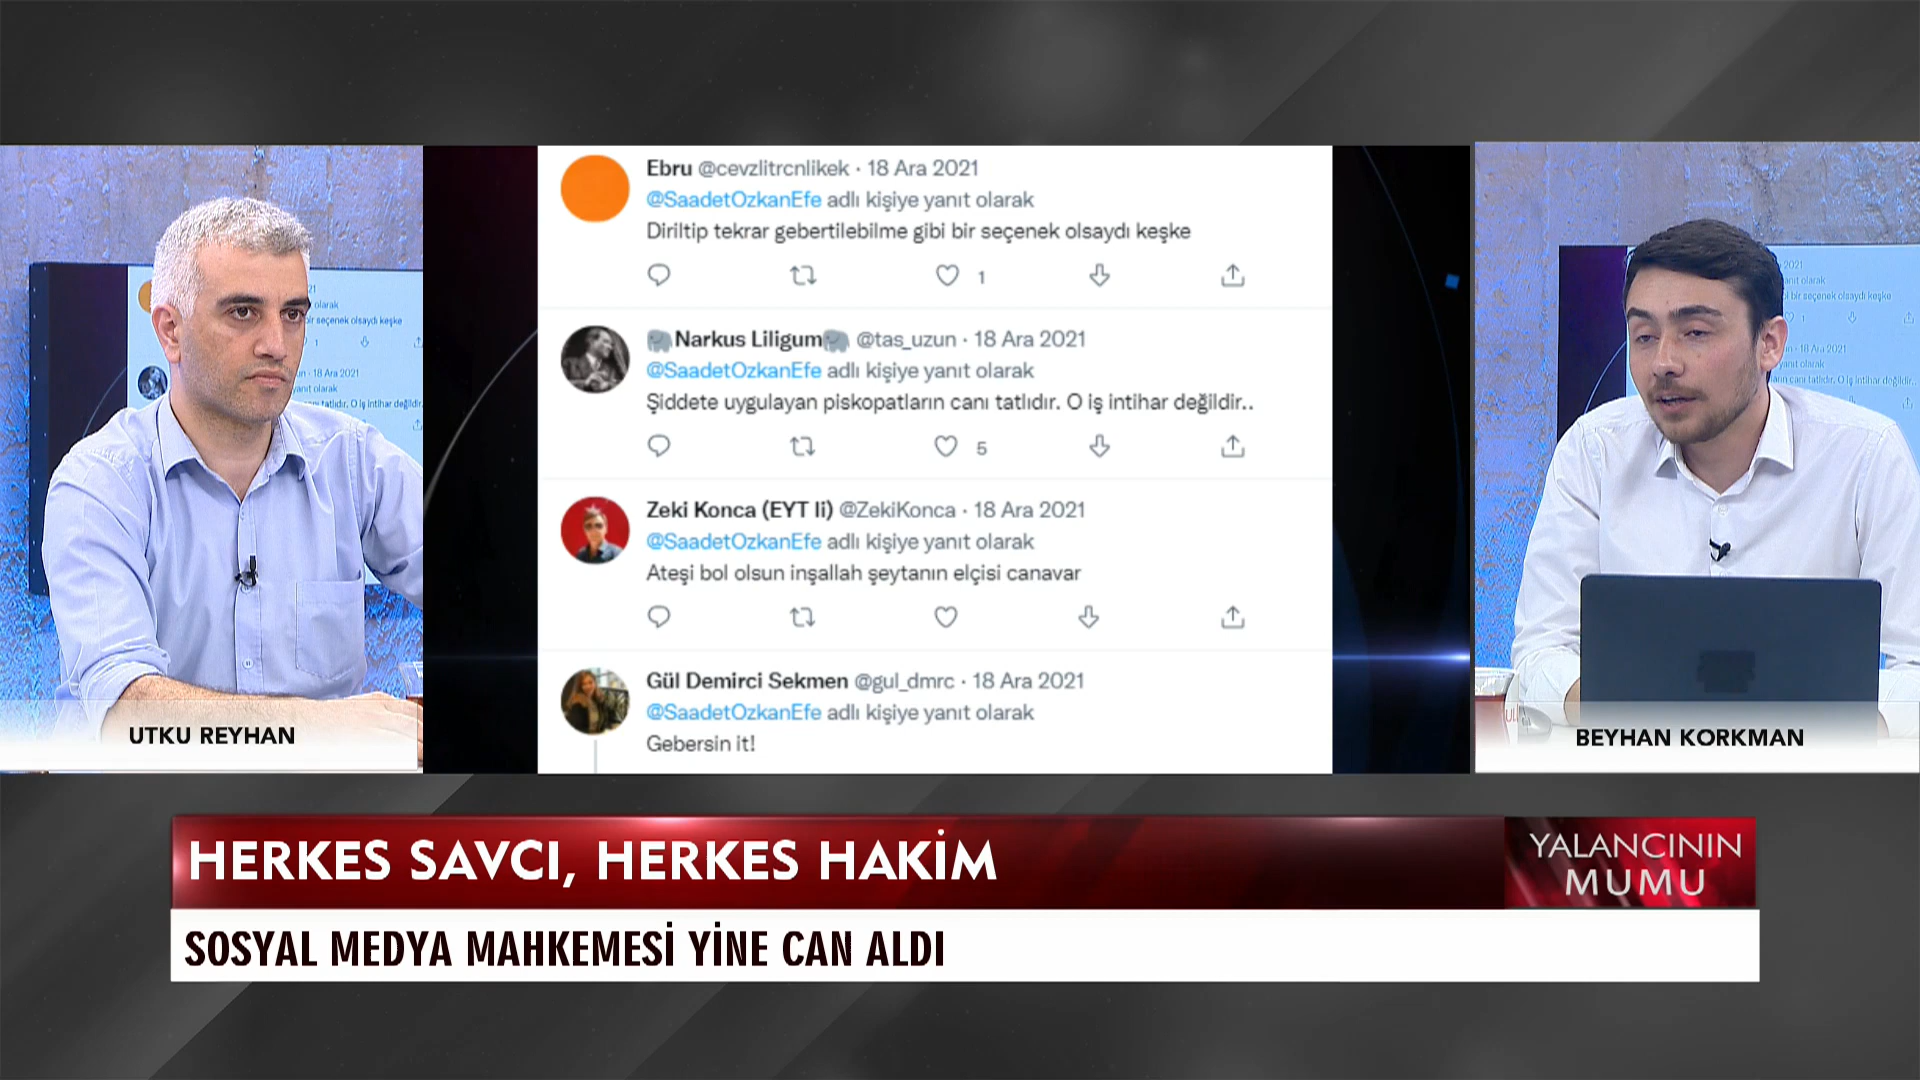 Ebru @cevzlitrcnlikek · 18 Ara 2021
@SaadetOzkanEfe adlı kişiye yanıt olarak
Diriltip tekrar gebertilebilme gibi bir seçenek olsaydı keşke
1
Narkus Liligum @tas_uzun · 18 Ara 2021
@SaadetOzkanEfe adlı kişiye yanıt olarak
Şiddete uygulayan piskopatların canı tatlıdır. O iş intihar değildir..
5
Zeki Konca (EYT li) @ZekiKonca · 18 Ara 2021
@SaadetOzkanEfe adlı kişiye yanıt olarak
Ateşi bol olsun inşallah şeytanın elçisi canavar
Gül Demirci Sekmen @gul_dmrc · 18 Ara 2021
@SaadetOzkanEfe adlı kişiye yanıt olarak
Gebersin it!
UTKU REYHAN
BEYHAN KORKMAN
HERKES SAVCI, HERKES HAKİM
YALANCININ
MUMU
SOSYAL MEDYA MAHKEMESİ YİNE CAN ALDI